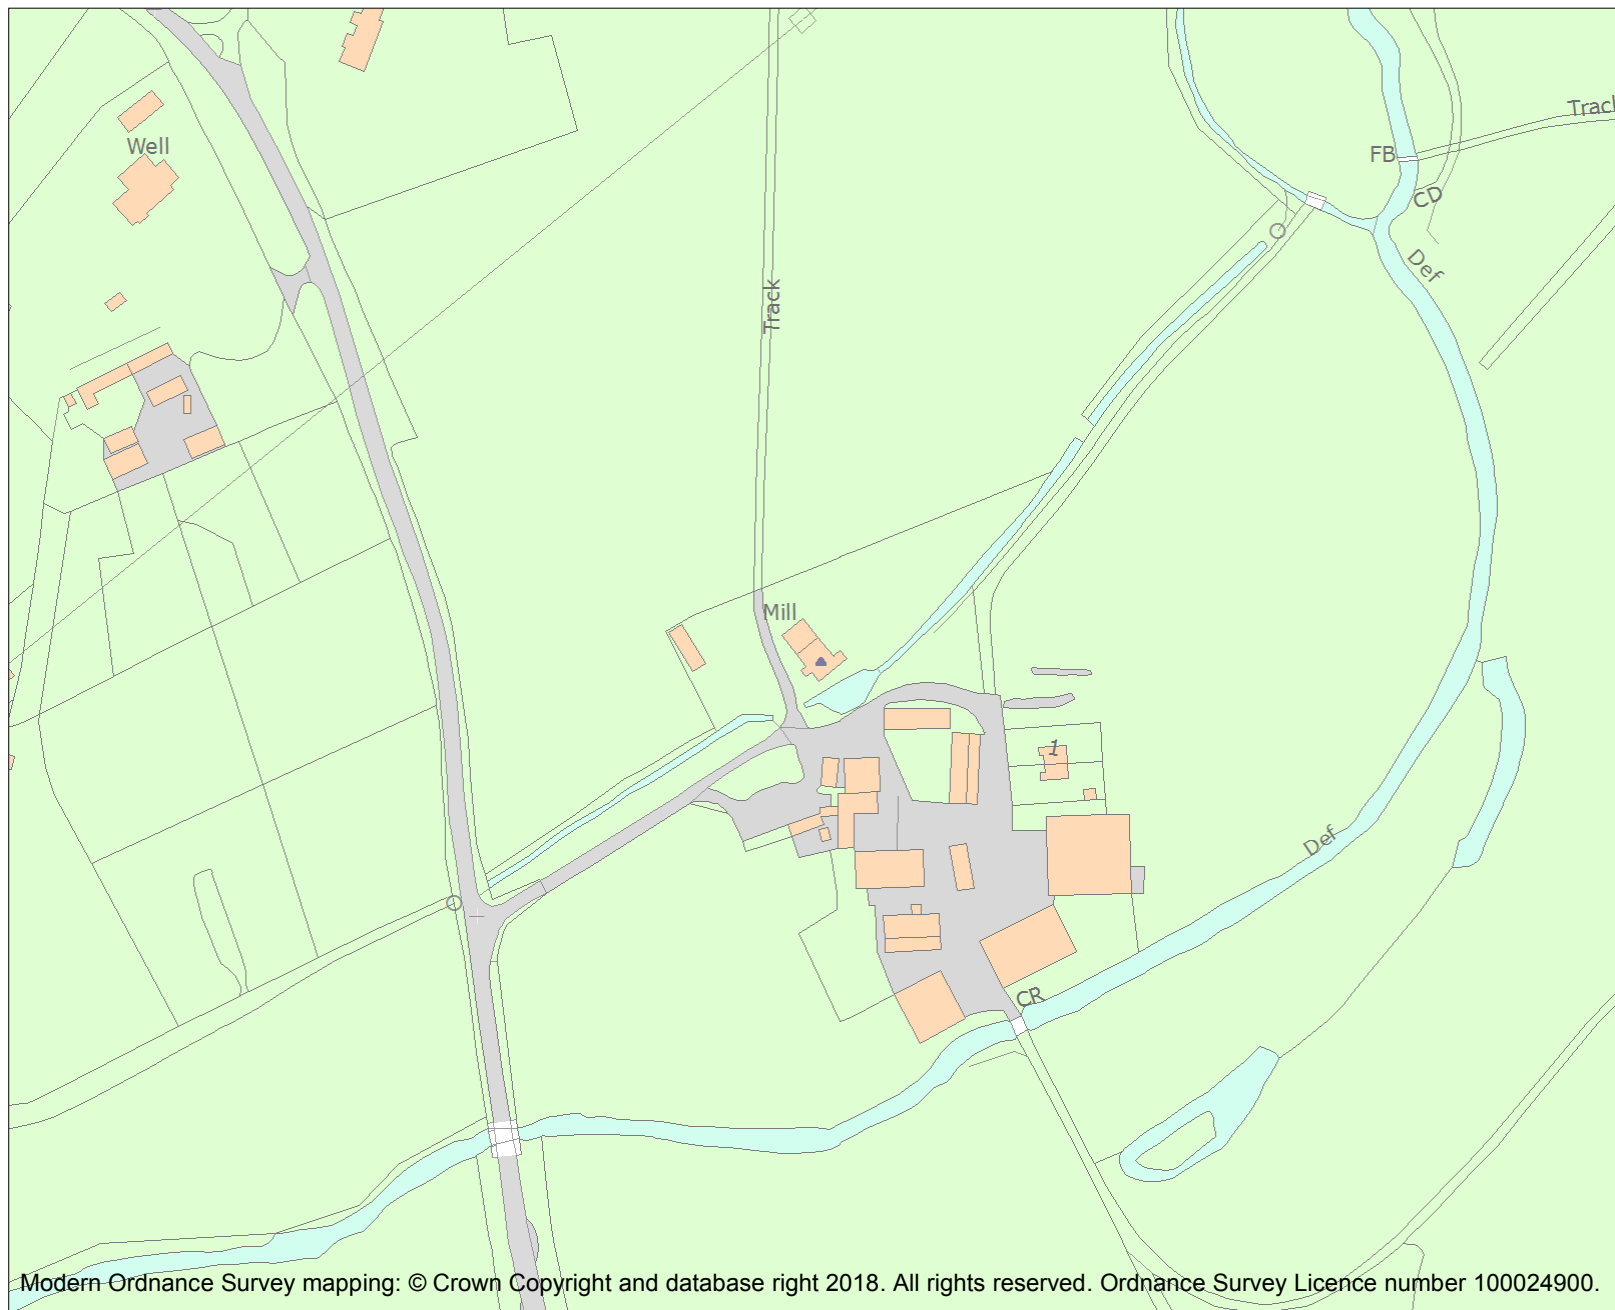 Track
Well
FB
CD
Def
Track
Mill
1
Def
CR
Modern Ordnance Survey mapping: © Crown Copyright and database right 2018. All rights reserved. Ordnance Survey Licence number 100024900.